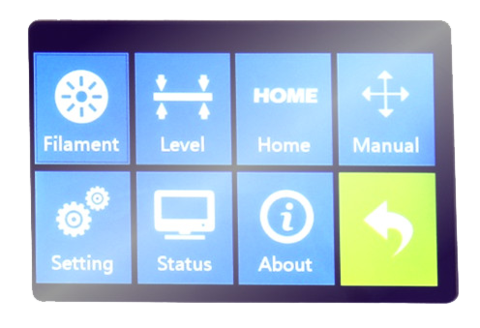 HOME
Filament
Level
Home
Manual
Setting
Status
About